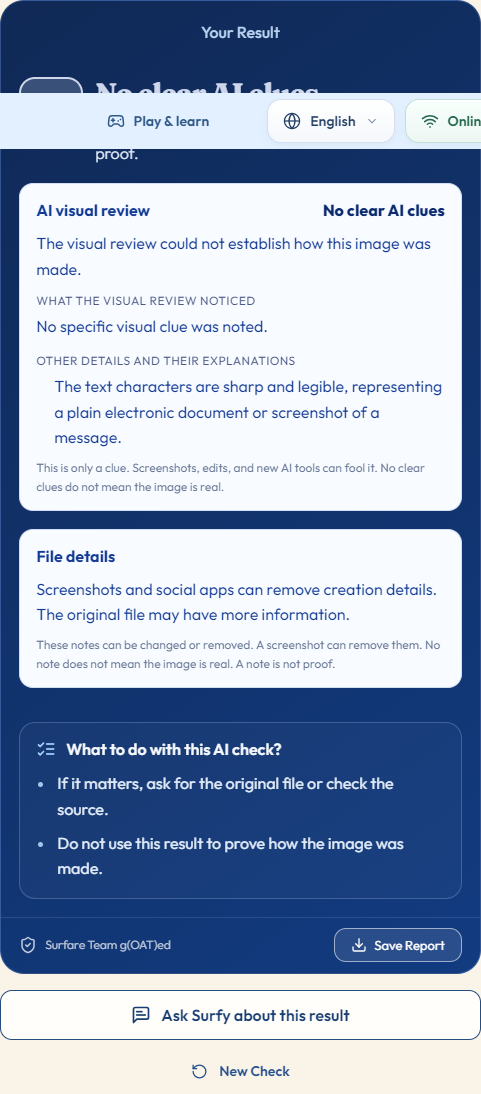 Your Result
No clear AI clues
Play & learn
English
Onlin
proof.
AI visual review
No clear AI clues
The visual review could not establish how this image was
made.
WHAT THE VISUAL REVIEW NOTICED
No specific visual clue was noted.
OTHER DETAILS AND THEIR EXPLANATIONS
The text characters are sharp and legible, representing
a plain electronic document or screenshot of a
message.
This is only a clue. Screenshots, edits, and new AI tools can fool it. No clear
clues do not mean the image is real.
File details
Screenshots and social apps can remove creation details.
The original file may have more information.
These notes can be changed or removed. A screenshot can remove them. No
note does not mean the image is real. A note is not proof.
What to do with this AI check?
If it matters, ask for the original file or check the
source.
Do not use this result to prove how the image was
made.
Surfare Team g(OAT)ed
Save Report
Ask Surfy about this result
New Check